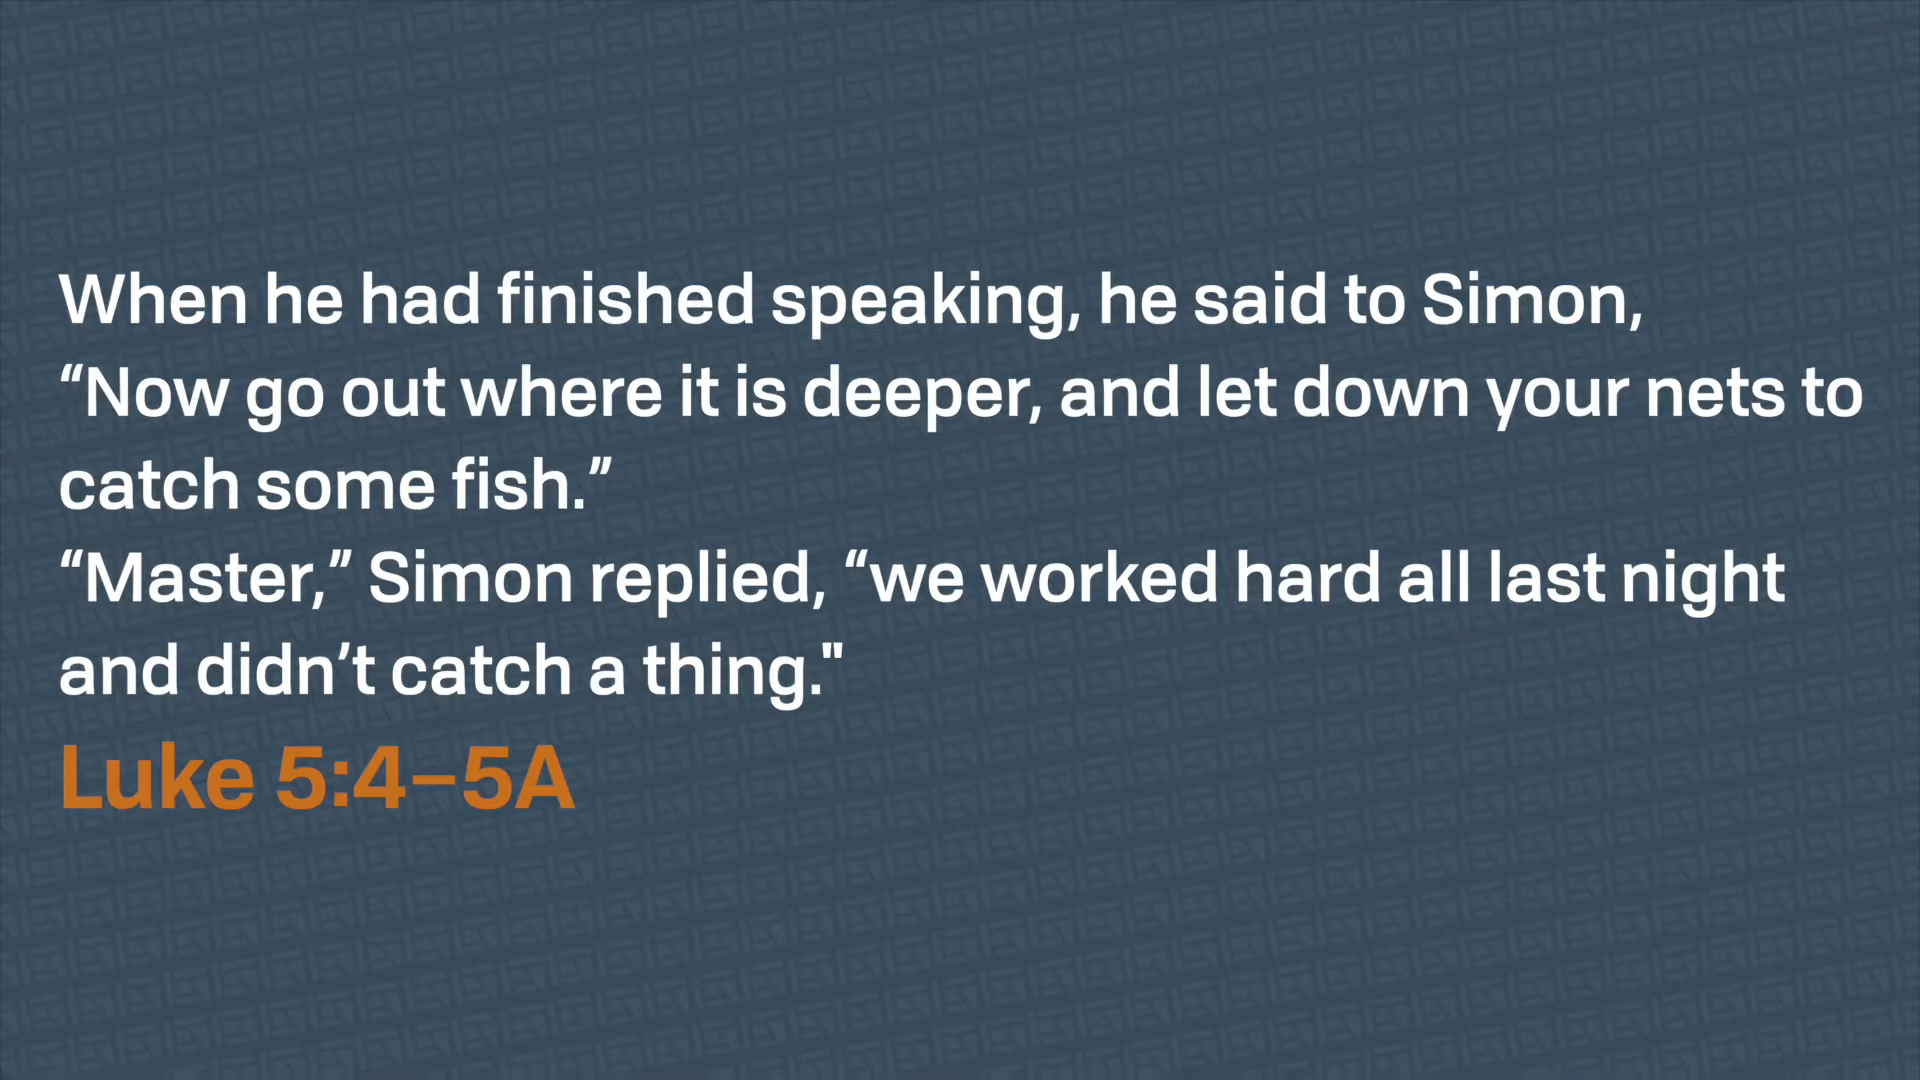 When he had finished speaking, he said to Simon,
“Now go out where it is deeper, and let down your nets to
catch some fish.”
“Master,” Simon replied, “we worked hard all last night
and didn’t catch a thing."
Luke 5:4–5A